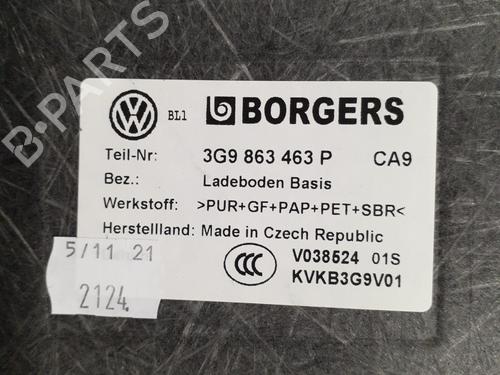 B-PARTS
BL1 BORGERS
Teil-Nr: 3G9 863 463 P CA9
Bez.: Ladeboden Basis
Werkstoff: >PUR+GF+PAP+PET+SBR<
Herstellland: Made in Czech Republic
V038524 01S
KVKB3G9V01
5/11 21
2124